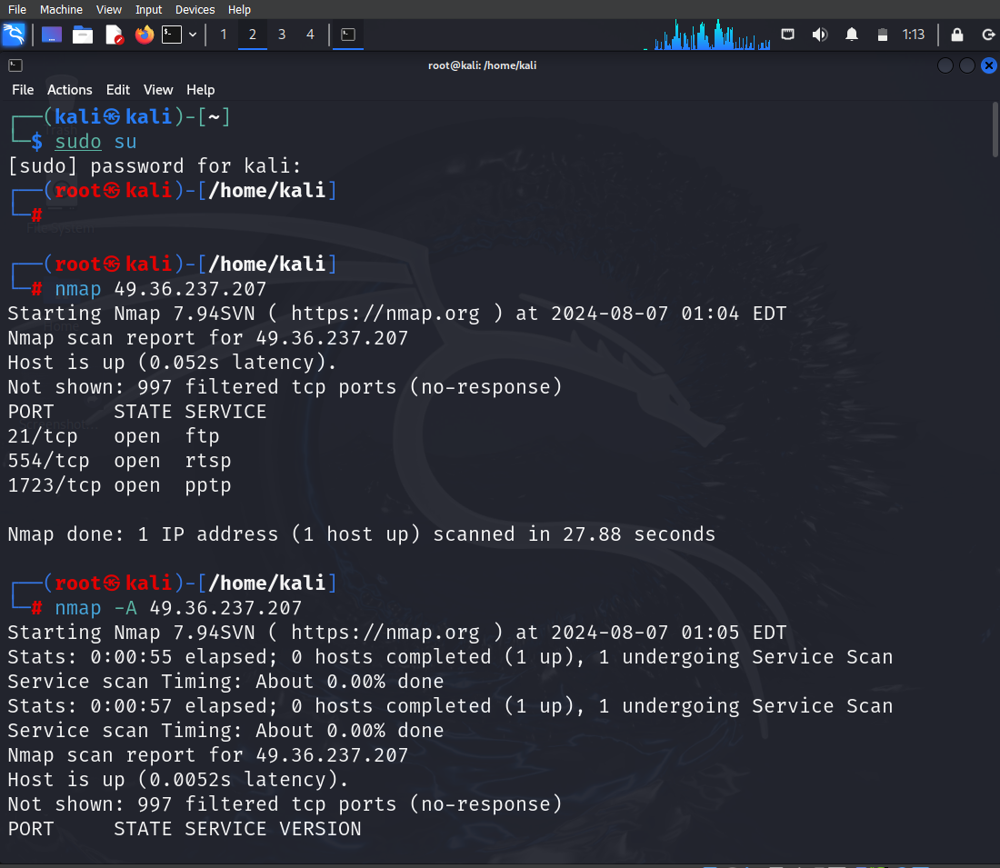 File Machine View Input Devices Help
1 2 3 4 1:13
root@kali: /home/kali
File Actions Edit View Help
┌──(kali㉿kali)-[~]
└─$ sudo su
[sudo] password for kali:
┌──(root㉿kali)-[/home/kali]
└─#
File System
┌──(root㉿kali)-[/home/kali]
└─# nmap 49.36.237.207
Starting Nmap 7.94SVN ( https://nmap.org ) at 2024-08-07 01:04 EDT
Nmap scan report for 49.36.237.207
Host is up (0.052s latency).
Not shown: 997 filtered tcp ports (no-response)
PORT     STATE SERVICE
21/tcp   open  ftp
554/tcp  open  rtsp
1723/tcp open  pptp
Nmap done: 1 IP address (1 host up) scanned in 27.88 seconds
┌──(root㉿kali)-[/home/kali]
└─# nmap -A 49.36.237.207
Starting Nmap 7.94SVN ( https://nmap.org ) at 2024-08-07 01:05 EDT
Stats: 0:00:55 elapsed; 0 hosts completed (1 up), 1 undergoing Service Scan
Service scan Timing: About 0.00% done
Stats: 0:00:57 elapsed; 0 hosts completed (1 up), 1 undergoing Service Scan
Service scan Timing: About 0.00% done
Nmap scan report for 49.36.237.207
Host is up (0.0052s latency).
Not shown: 997 filtered tcp ports (no-response)
PORT     STATE SERVICE VERSION